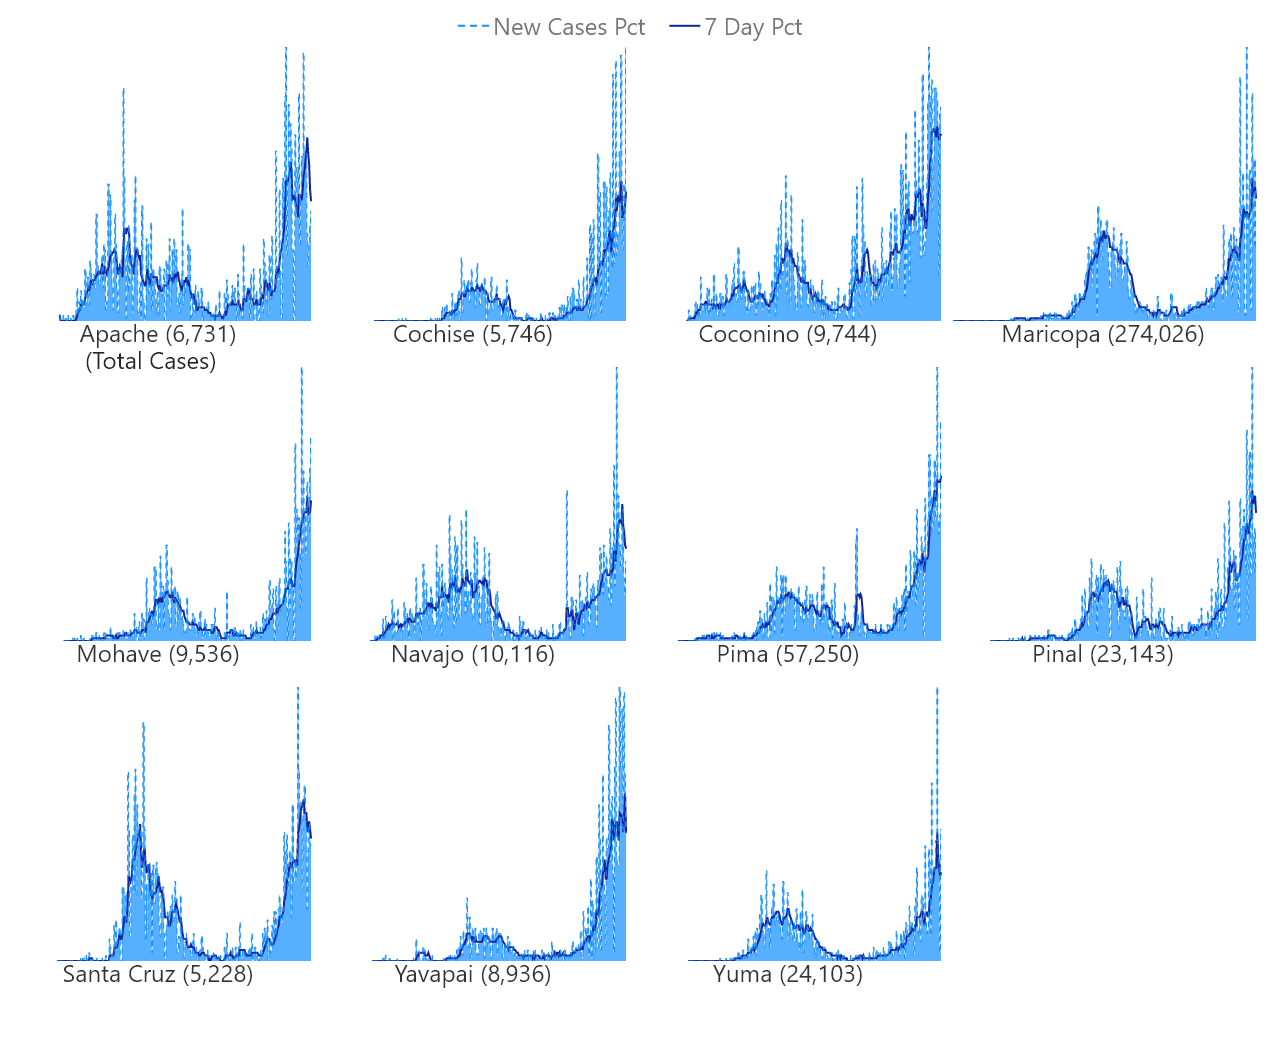 New Cases Pct 7 Day Pct
Apache (6,731) Cochise (5,746) Coconino (9,744) Maricopa (274,026)
(Total Cases)
Mohave (9,536) Navajo (10,116) Pima (57,250) Pinal (23,143)
Santa Cruz (5,228) Yavapai (8,936) Yuma (24,103)